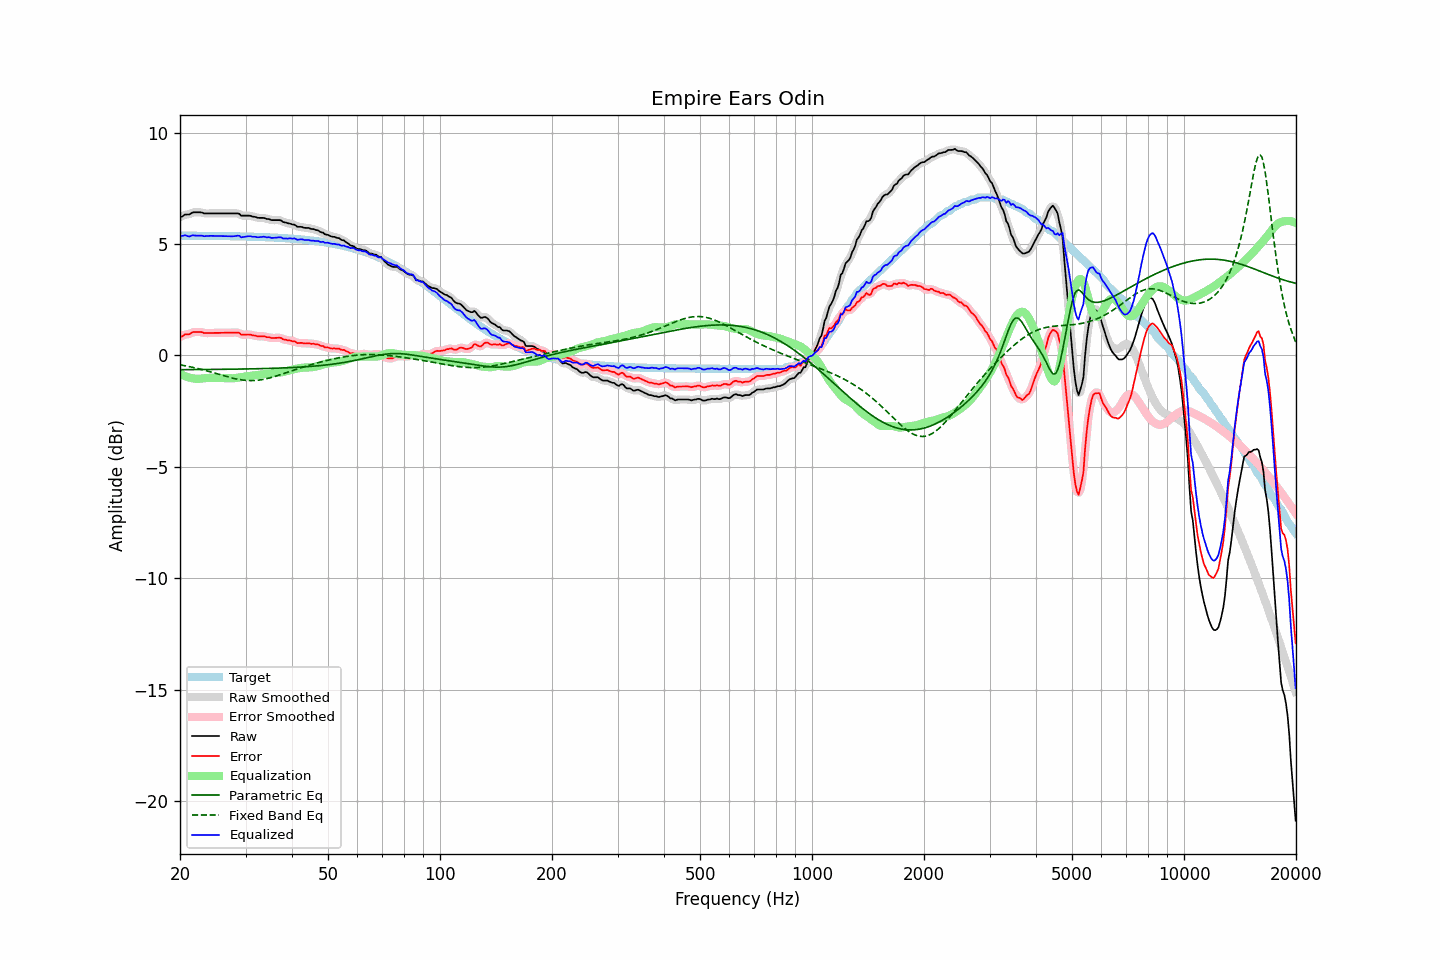 Empire Ears Odin
Amplitude (dBr)
10
5
0
−5
−10
−15
−20
Target
Raw Smoothed
Error Smoothed
Raw
Error
Equalization
Parametric Eq
Fixed Band Eq
Equalized
20 50 100 200 500 1000 2000 5000 10000 20000
Frequency (Hz)